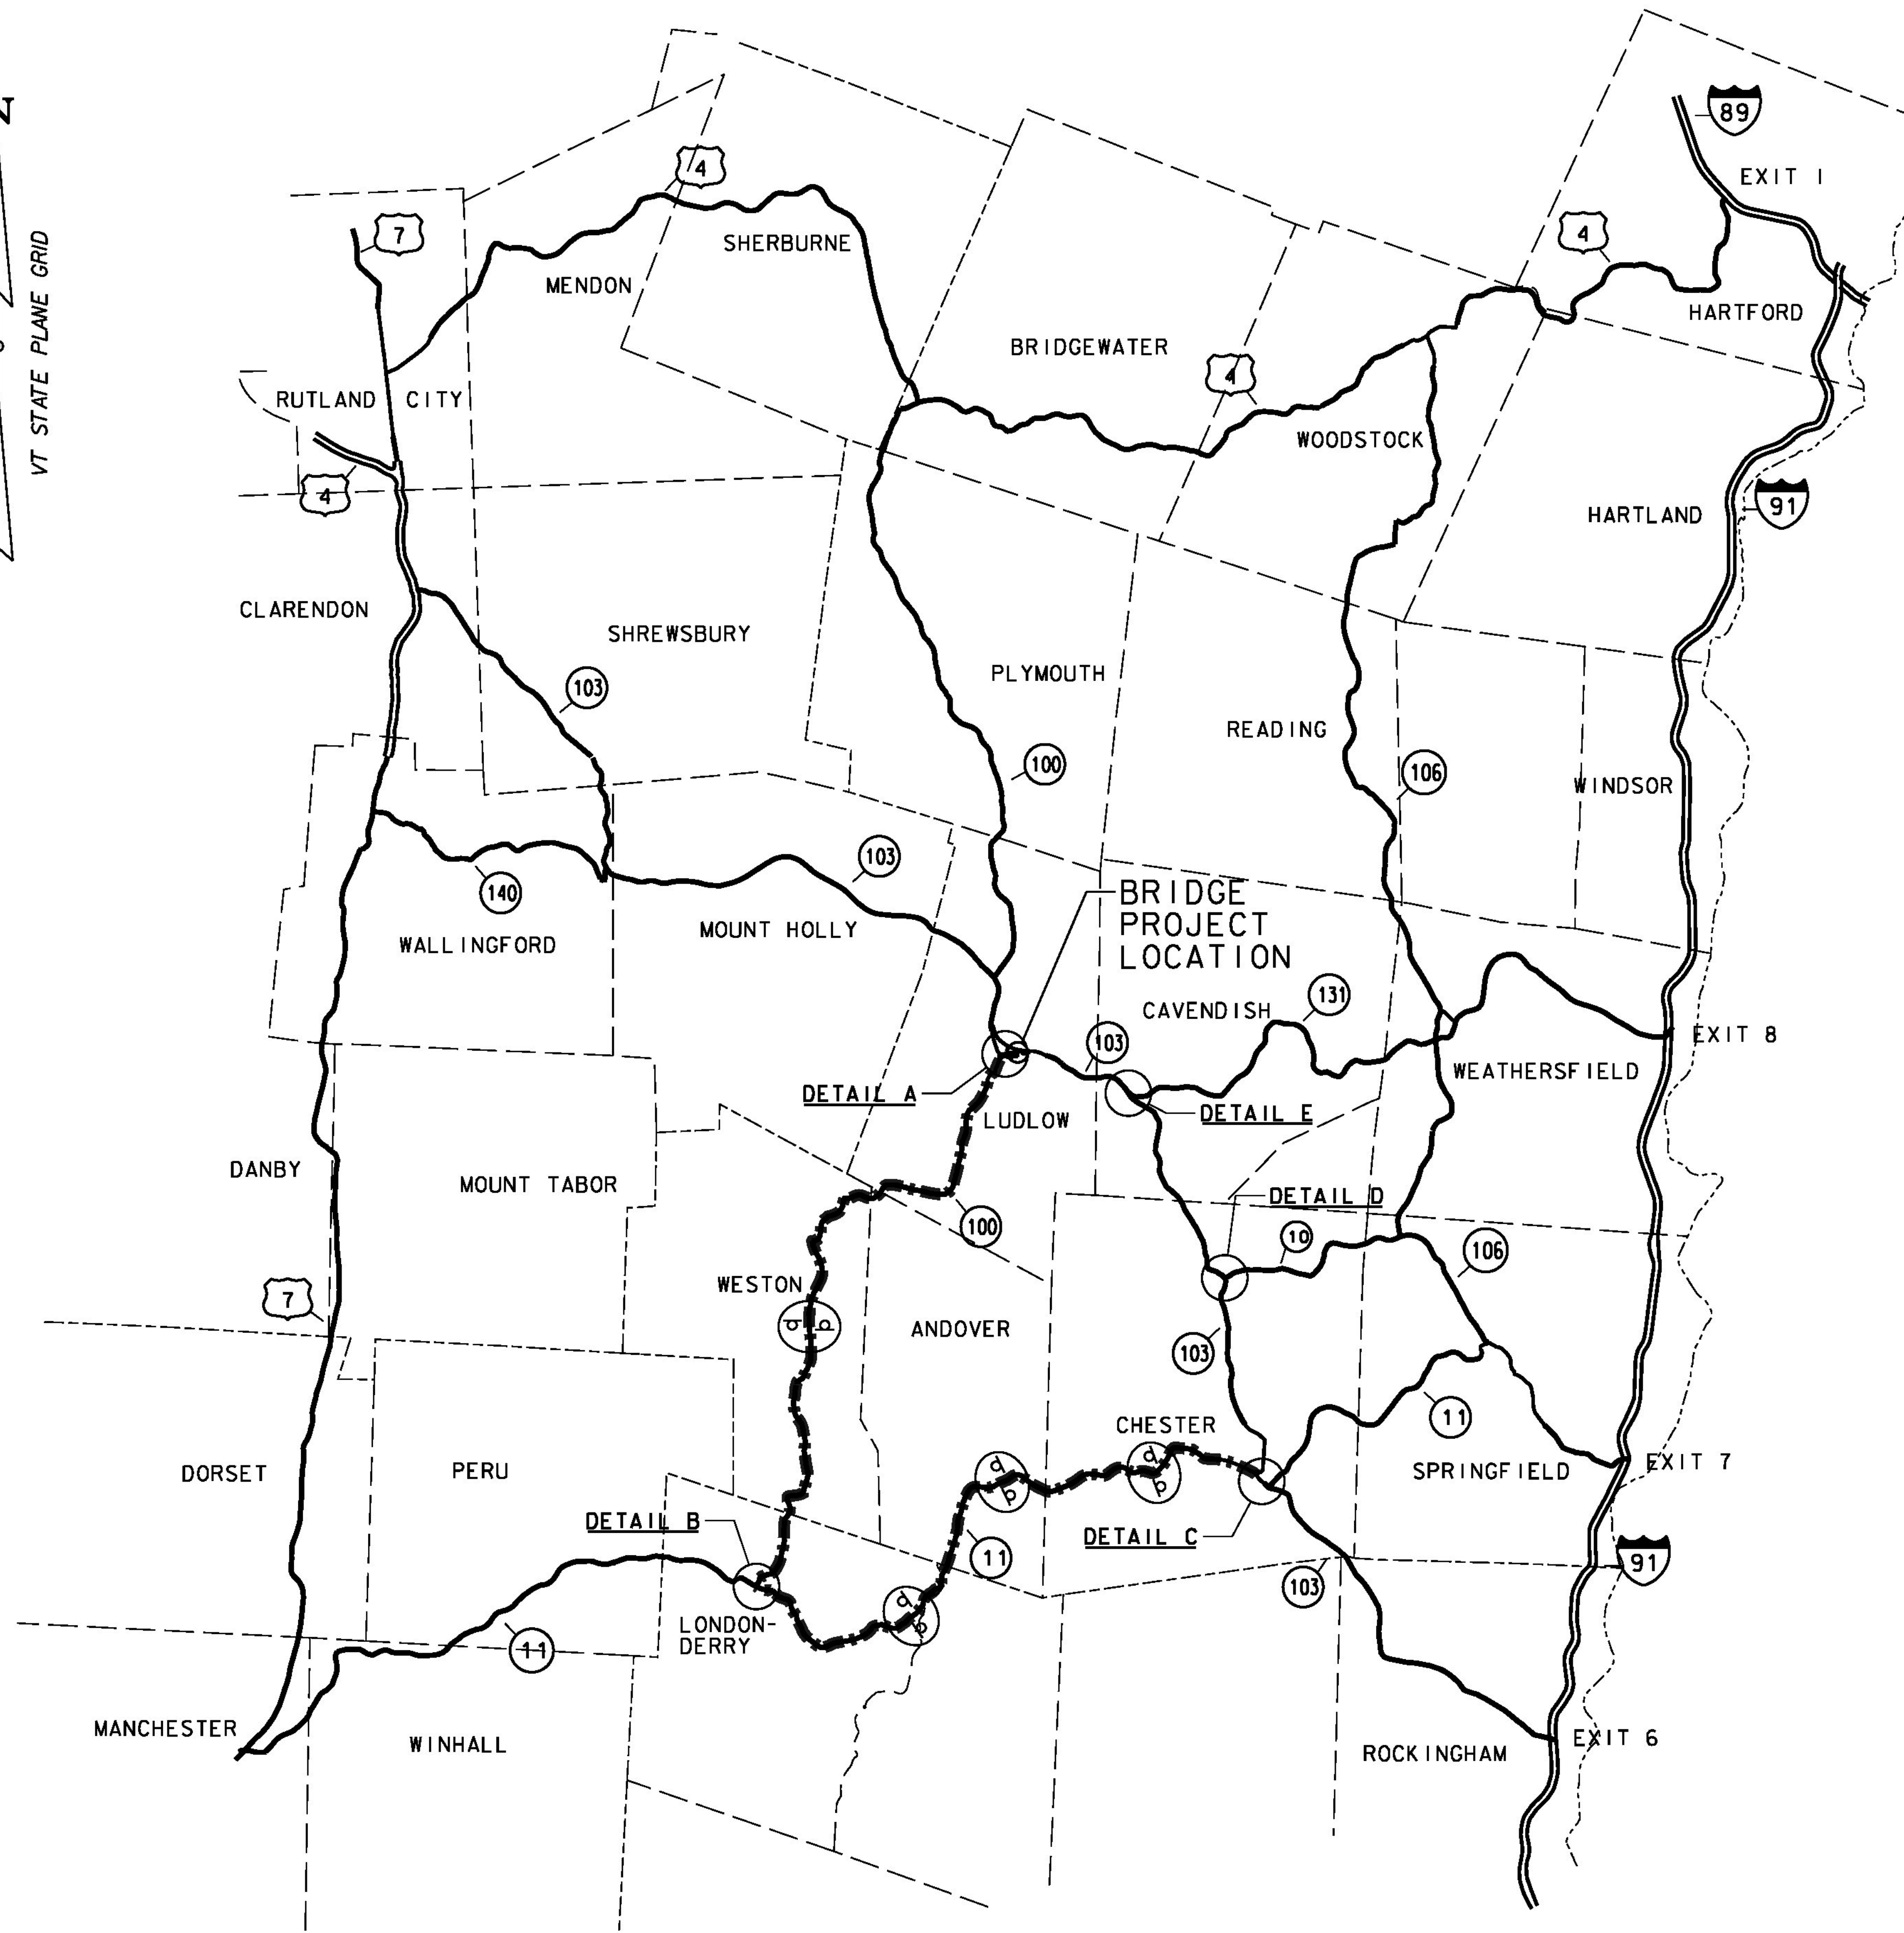 N
VT STATE PLANE GRID
89
EXIT 1
4
7
4
SHERBURNE
MENDON
HARTFORD
BRIDGEWATER
4
RUTLAND CITY
WOODSTOCK
4
91
HARTLAND
CLARENDON
SHREWSBURY
PLYMOUTH
103
READING
100
106
WINDSOR
103
140
BRIDGE
PROJECT
LOCATION
MOUNT HOLLY
WALLINGFORD
131
CAVENDISH
EXIT 8
103
WEATHERSFIELD
DETAIL A
DETAIL E
LUDLOW
DANBY
MOUNT TABOR
DETAIL D
100
10
106
WESTON
7
ANDOVER
103
CHESTER
11
DORSET
PERU
SPRINGFIELD
EXIT 7
DETAIL B
DETAIL C
11
91
103
LONDON-
DERRY
11
MANCHESTER
WINHALL
ROCKINGHAM
EXIT 6